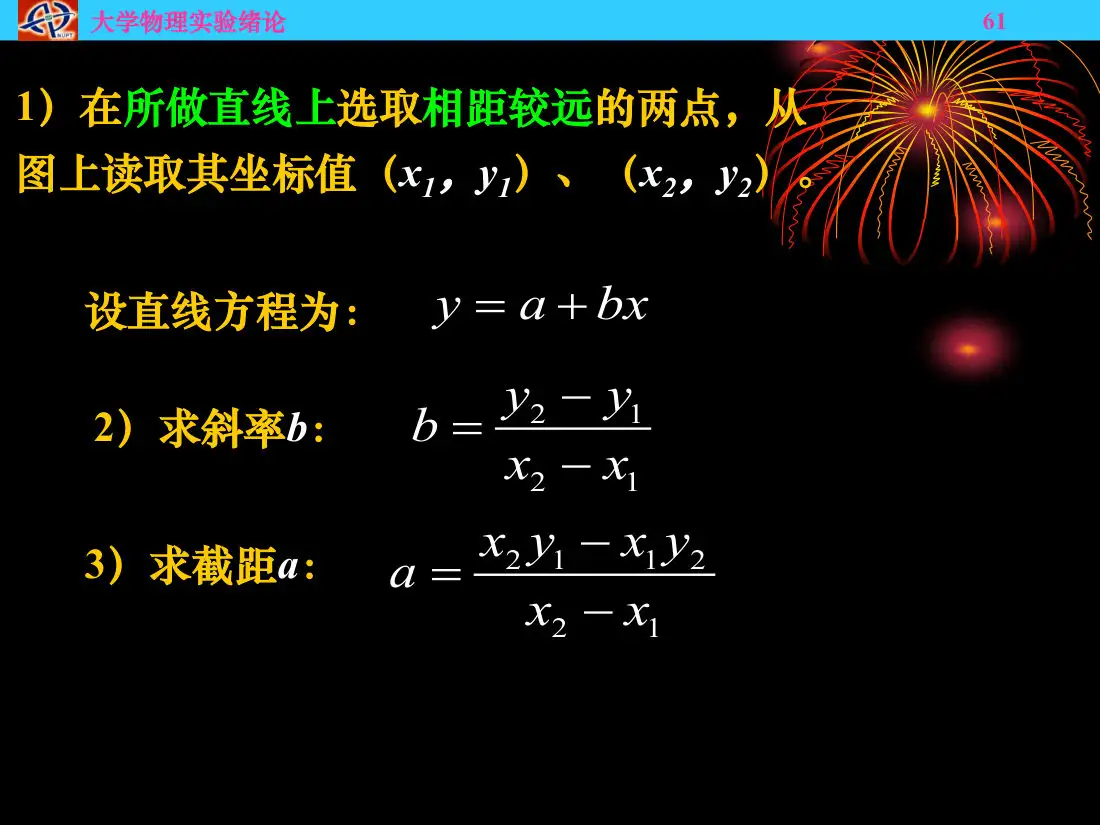 NUPT
大学物理实验绪论 61
1）在所做直线上选取相距较远的两点，从
图上读取其坐标值（x₁，y₁）、（x₂，y₂）。
设直线方程为： y = a + bx
2）求斜率b： b = (y₂ − y₁)/(x₂ − x₁)
3）求截距a： a = (x₂y₁ − x₁y₂)/(x₂ − x₁)